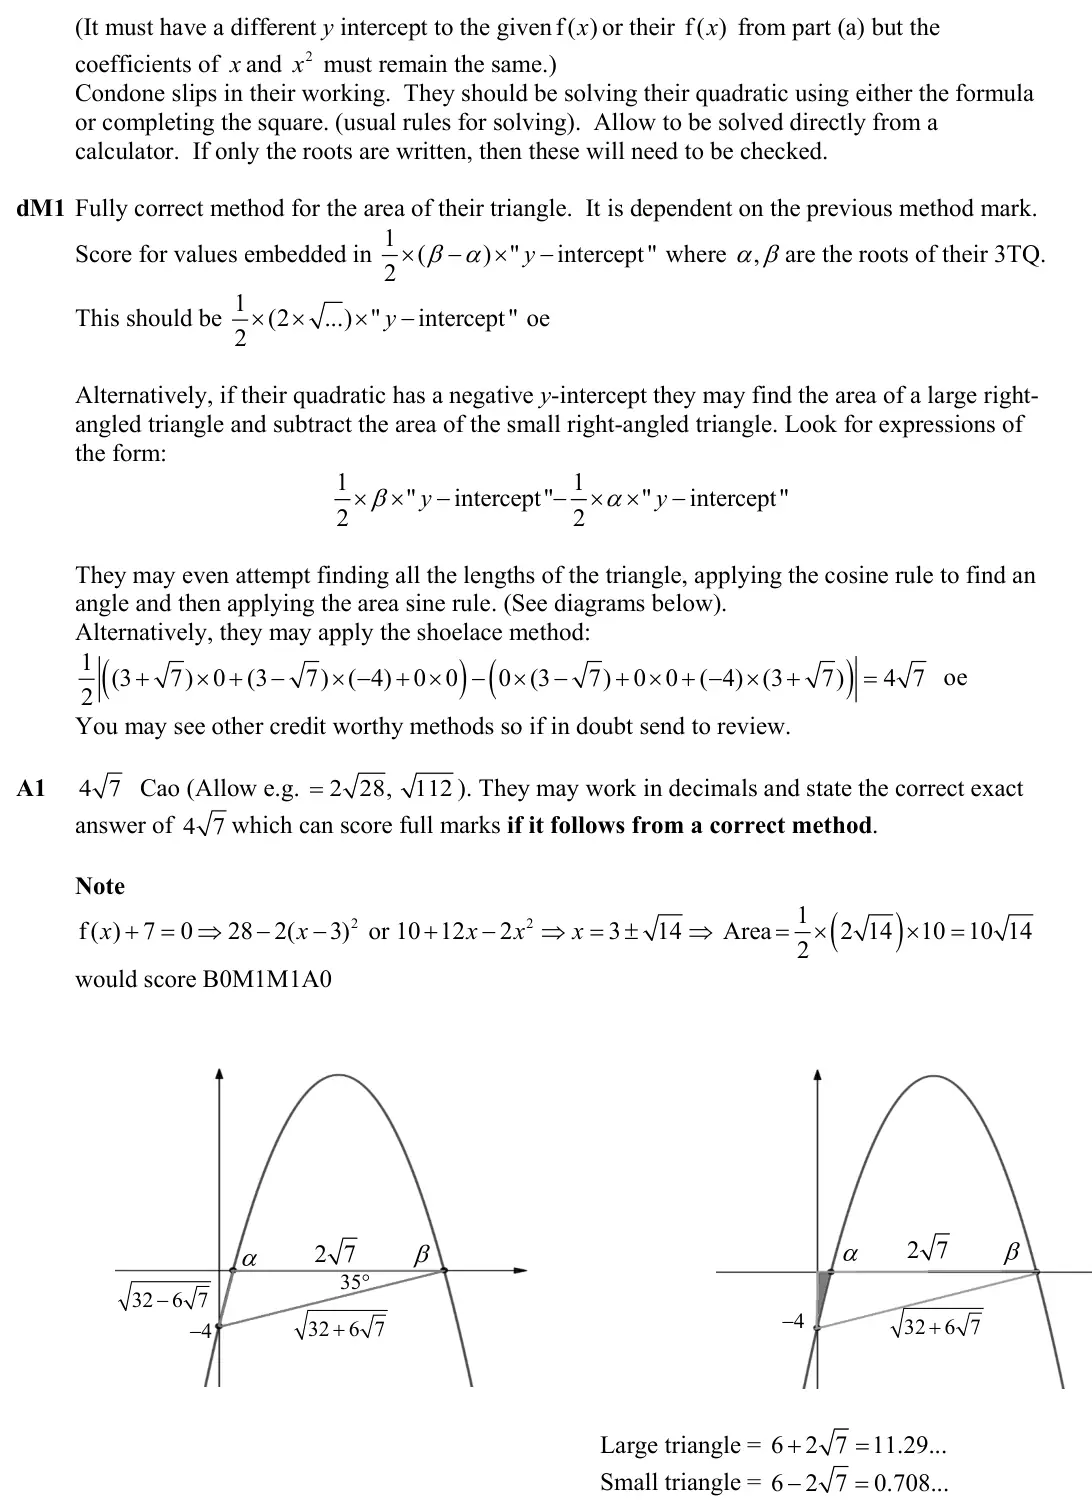 (It must have a different y intercept to the given f(x) or their f(x) from part (a) but the
coefficients of x and x² must remain the same.)
Condone slips in their working. They should be solving their quadratic using either the formula
or completing the square. (usual rules for solving). Allow to be solved directly from a
calculator. If only the roots are written, then these will need to be checked.
dM1 Fully correct method for the area of their triangle. It is dependent on the previous method mark.
Score for values embedded in 1/2 × (β − α) × "y − intercept" where α, β are the roots of their 3TQ.
This should be 1/2 × (2 × √...) × "y − intercept" oe
Alternatively, if their quadratic has a negative y-intercept they may find the area of a large right-
angled triangle and subtract the area of the small right-angled triangle. Look for expressions of
the form:
1/2 × β × "y − intercept" − 1/2 × α × "y − intercept"
They may even attempt finding all the lengths of the triangle, applying the cosine rule to find an
angle and then applying the area sine rule. (See diagrams below).
Alternatively, they may apply the shoelace method:
1/2 |((3 + √7) × 0 + (3 − √7) × (−4) + 0 × 0) − (0 × (3 − √7) + 0 × 0 + (−4) × (3 + √7))| = 4√7 oe
You may see other credit worthy methods so if in doubt send to review.
A1 4√7 Cao (Allow e.g. = 2√28, √112 ). They may work in decimals and state the correct exact
answer of 4√7 which can score full marks if it follows from a correct method.
Note
f(x) + 7 = 0 ⇒ 28 − 2(x − 3)² or 10 + 12x − 2x² ⇒ x = 3 ± √14 ⇒ Area = 1/2 × (2√14) × 10 = 10√14
would score B0M1M1A0
α 2√7 β
35°
√(32 − 6√7)
−4
√(32 + 6√7)
α 2√7 β
−4
√(32 + 6√7)
Large triangle = 6 + 2√7 = 11.29...
Small triangle = 6 − 2√7 = 0.708...